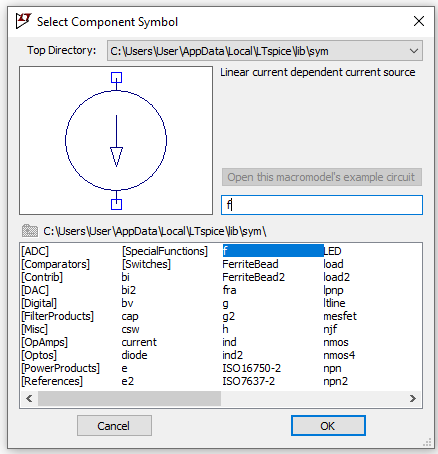 Select Component Symbol
Top Directory: C:\Users\User\AppData\Local\LTspice\lib\sym
Linear current dependent current source
Open this macromodel's example circuit
f
C:\Users\User\AppData\Local\LTspice\lib\sym\
[ADC] [SpecialFunctions] f LED
[Comparators] [Switches] FerriteBead load
[Contrib] bi FerriteBead2 load2
[DAC] bi2 fra lpnp
[Digital] bv g ltline
[FilterProducts] cap g2 mesfet
[Misc] csw h njf
[OpAmps] current ind nmos
[Optos] diode ind2 nmos4
[PowerProducts] e ISO16750-2 npn
[References] e2 ISO7637-2 npn2
Cancel OK